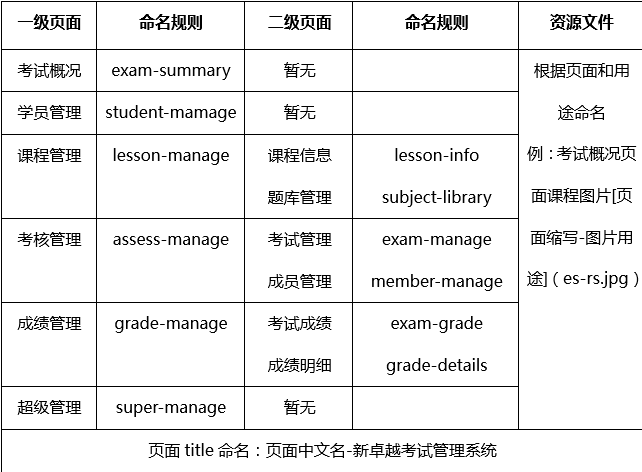 一级页面 命名规则 二级页面 命名规则 资源文件
考试概况 exam-summary 暂无 根据页面和用
学员管理 student-mamage 暂无 途命名
课程管理 lesson-manage 课程信息 lesson-info 例：考试概况页
题库管理 subject-library 面课程图片[页
考核管理 assess-manage 考试管理 exam-manage 面缩写-图片用
成员管理 member-manage 途]（es-rs.jpg）
成绩管理 grade-manage 考试成绩 exam-grade
成绩明细 grade-details
超级管理 super-manage 暂无
页面 title 命名：页面中文名-新卓越考试管理系统